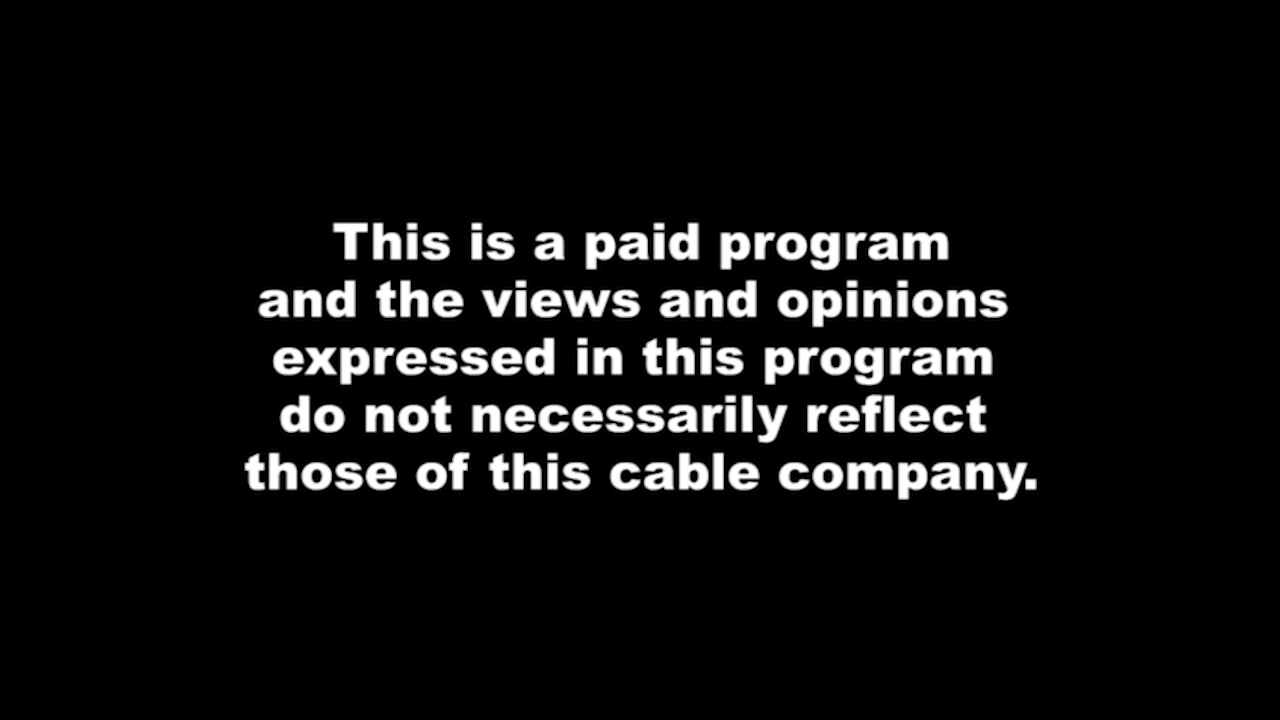 This is a paid program
and the views and opinions
expressed in this program
do not necessarily reflect
those of this cable company.